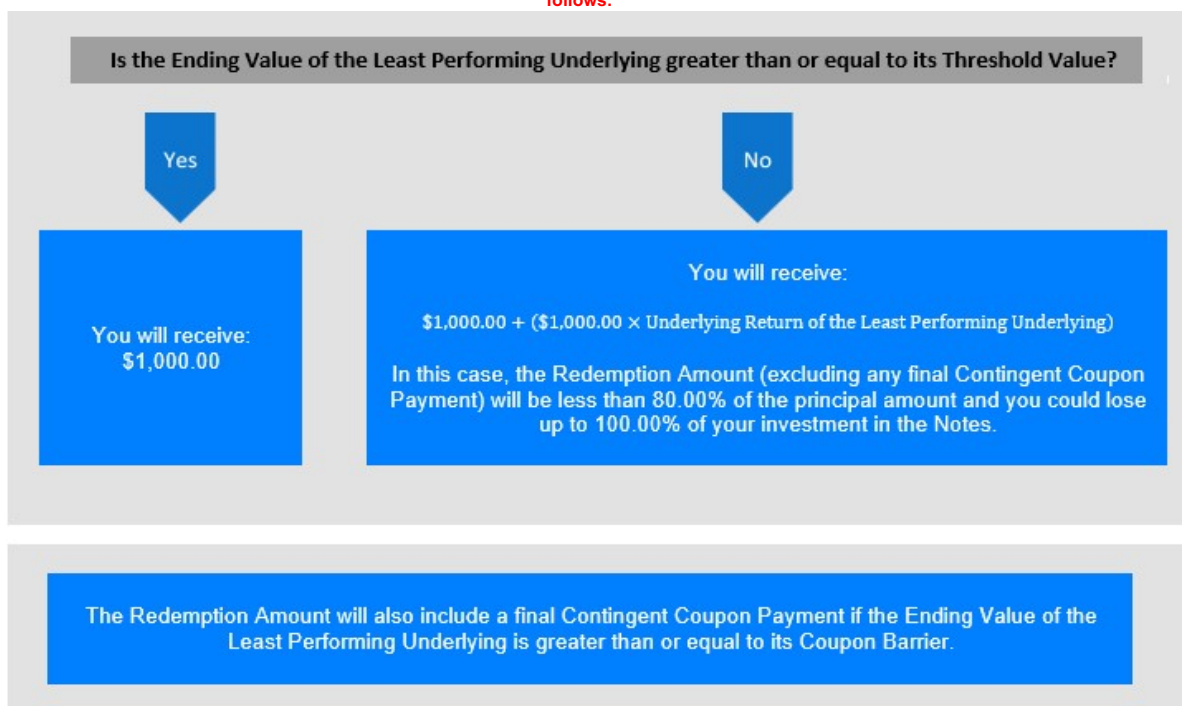 follows:
Is the Ending Value of the Least Performing Underlying greater than or equal to its Threshold Value?
Yes
No
You will receive:
$1,000.00
You will receive:
$1,000.00 + ($1,000.00 × Underlying Return of the Least Performing Underlying)
In this case, the Redemption Amount (excluding any final Contingent Coupon
Payment) will be less than 80.00% of the principal amount and you could lose
up to 100.00% of your investment in the Notes.
The Redemption Amount will also include a final Contingent Coupon Payment if the Ending Value of the
Least Performing Underlying is greater than or equal to its Coupon Barrier.